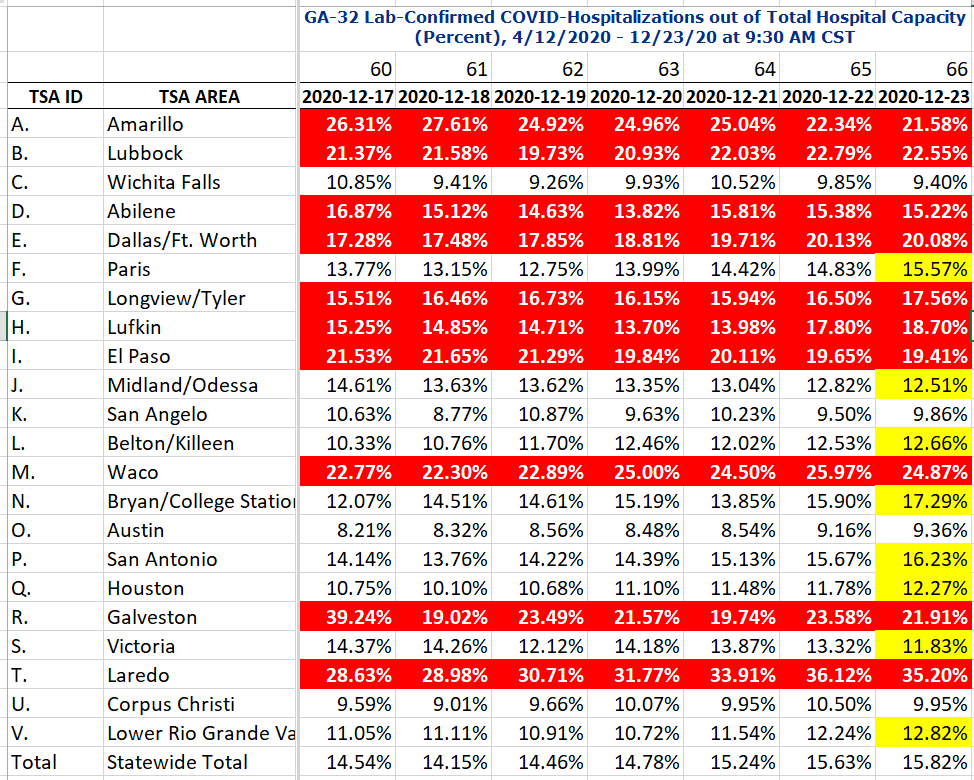 GA-32 Lab-Confirmed COVID-Hospitalizations out of Total Hospital Capacity
(Percent), 4/12/2020 - 12/23/20 at 9:30 AM CST
60 61 62 63 64 65 66
TSA ID TSA AREA 2020-12-17 2020-12-18 2020-12-19 2020-12-20 2020-12-21 2020-12-22 2020-12-23
A. Amarillo 26.31% 27.61% 24.92% 24.96% 25.04% 22.34% 21.58%
B. Lubbock 21.37% 21.58% 19.73% 20.93% 22.03% 22.79% 22.55%
C. Wichita Falls 10.85% 9.41% 9.26% 9.93% 10.52% 9.85% 9.40%
D. Abilene 16.87% 15.12% 14.63% 13.82% 15.81% 15.38% 15.22%
E. Dallas/Ft. Worth 17.28% 17.48% 17.85% 18.81% 19.71% 20.13% 20.08%
F. Paris 13.77% 13.15% 12.75% 13.99% 14.42% 14.83% 15.57%
G. Longview/Tyler 15.51% 16.46% 16.73% 16.15% 15.94% 16.50% 17.56%
H. Lufkin 15.25% 14.85% 14.71% 13.70% 13.98% 17.80% 18.70%
I. El Paso 21.53% 21.65% 21.29% 19.84% 20.11% 19.65% 19.41%
J. Midland/Odessa 14.61% 13.63% 13.62% 13.35% 13.04% 12.82% 12.51%
K. San Angelo 10.63% 8.77% 10.87% 9.63% 10.23% 9.50% 9.86%
L. Belton/Killeen 10.33% 10.76% 11.70% 12.46% 12.02% 12.53% 12.66%
M. Waco 22.77% 22.30% 22.89% 25.00% 24.50% 25.97% 24.87%
N. Bryan/College Station 12.07% 14.51% 14.61% 15.19% 13.85% 15.90% 17.29%
O. Austin 8.21% 8.32% 8.56% 8.48% 8.54% 9.16% 9.36%
P. San Antonio 14.14% 13.76% 14.22% 14.39% 15.13% 15.67% 16.23%
Q. Houston 10.75% 10.10% 10.68% 11.10% 11.48% 11.78% 12.27%
R. Galveston 39.24% 19.02% 23.49% 21.57% 19.74% 23.58% 21.91%
S. Victoria 14.37% 14.26% 12.12% 14.18% 13.87% 13.32% 11.83%
T. Laredo 28.63% 28.98% 30.71% 31.77% 33.91% 36.12% 35.20%
U. Corpus Christi 9.59% 9.01% 9.66% 10.07% 9.95% 10.50% 9.95%
V. Lower Rio Grande Va 11.05% 11.11% 10.91% 10.72% 11.54% 12.24% 12.82%
Total Statewide Total 14.54% 14.15% 14.46% 14.78% 15.24% 15.63% 15.82%